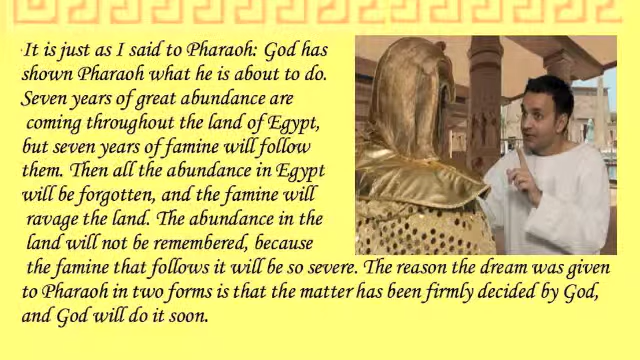 It is just as I said to Pharaoh: God has
shown Pharaoh what he is about to do.
Seven years of great abundance are
coming throughout the land of Egypt,
but seven years of famine will follow
them. Then all the abundance in Egypt
will be forgotten, and the famine will
ravage the land. The abundance in the
land will not be remembered, because
the famine that follows it will be so severe. The reason the dream was given
to Pharaoh in two forms is that the matter has been firmly decided by God,
and God will do it soon.